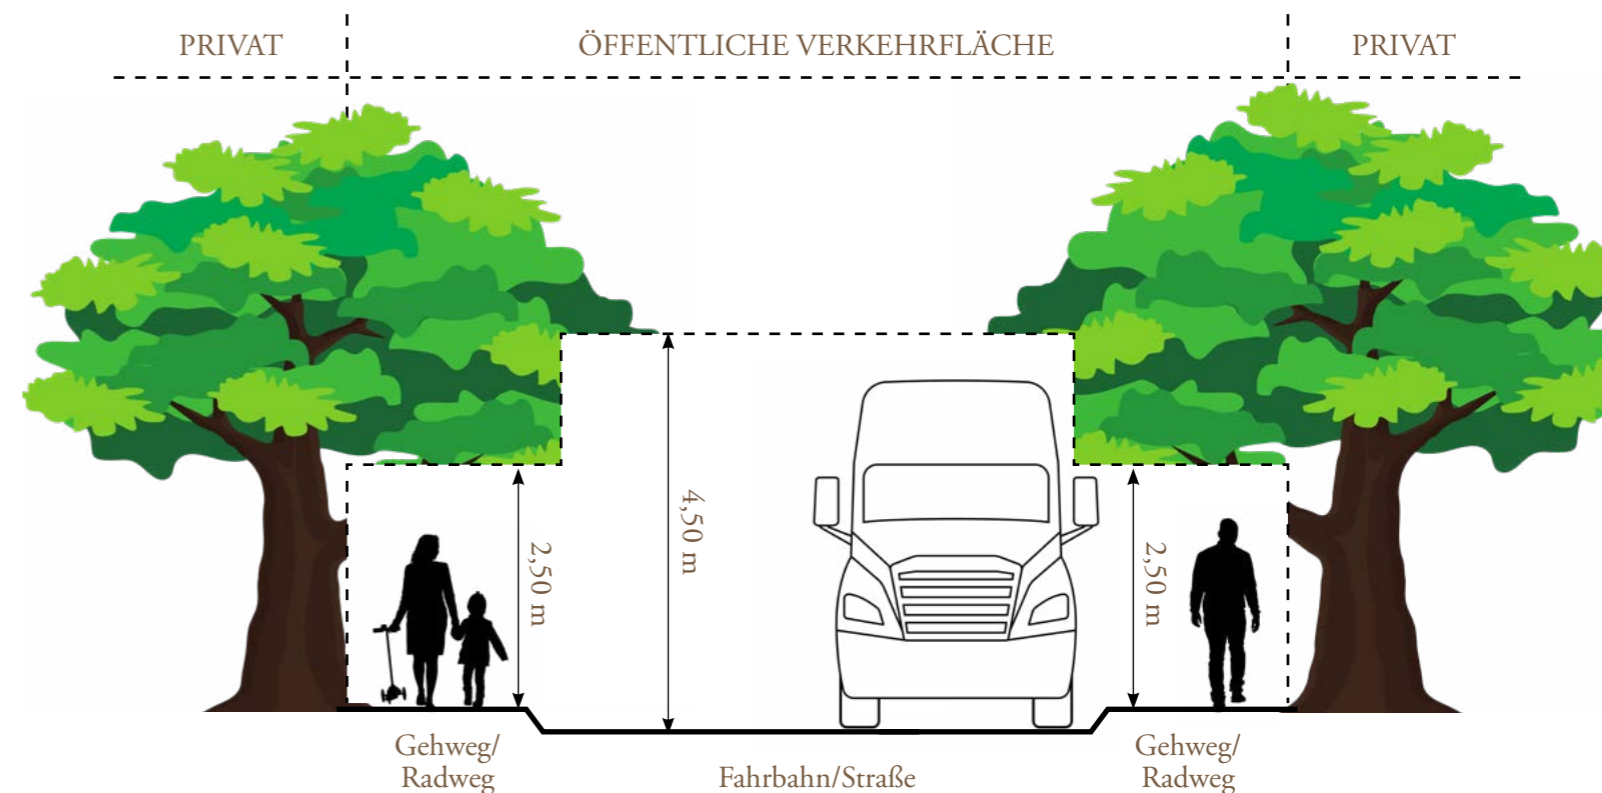 PRIVAT
ÖFFENTLICHE VERKEHRFLÄCHE
PRIVAT
2,50 m
4,50 m
2,50 m
Gehweg/
Radweg
Fahrbahn/Straße
Gehweg/
Radweg